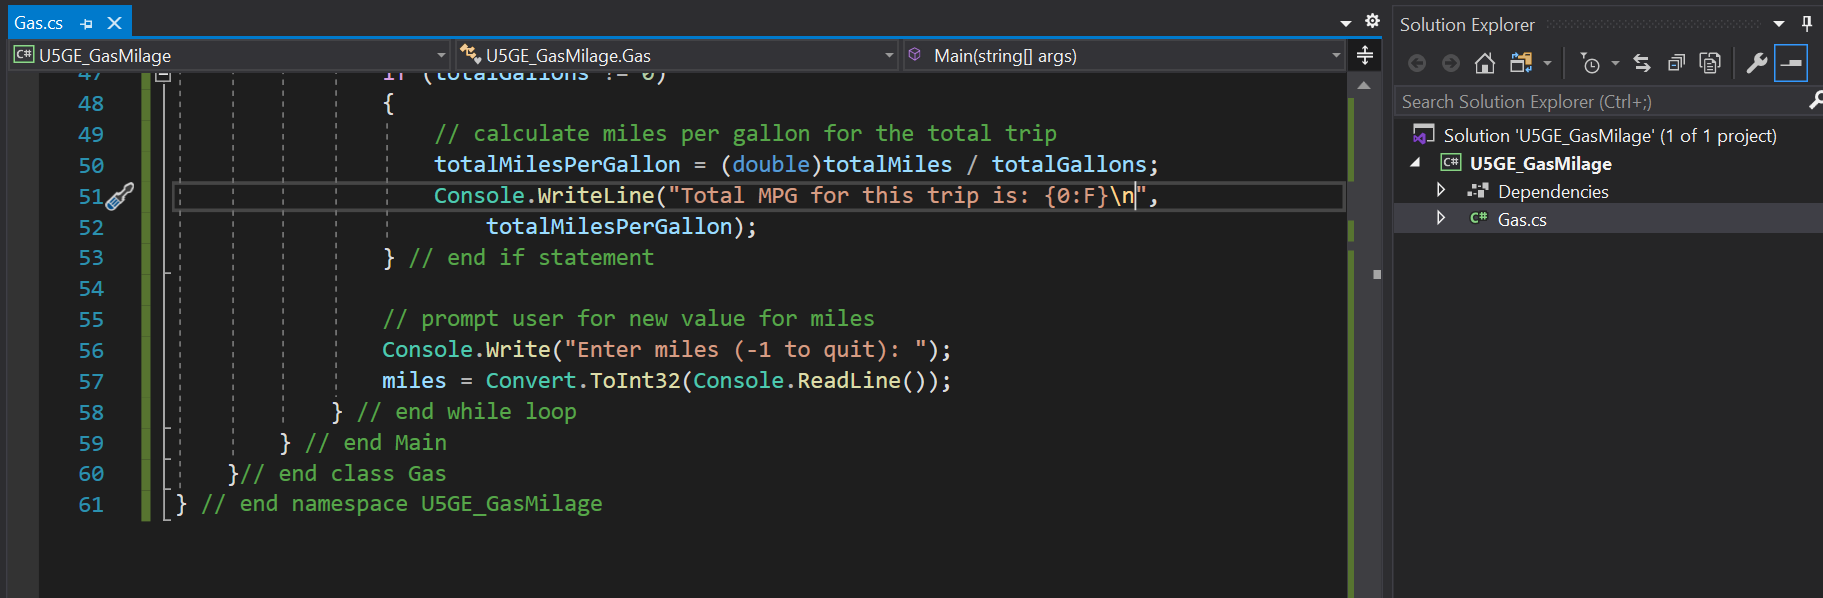 Gas.cs
Solution Explorer
U5GE_GasMilage
U5GE_GasMilage.Gas
Main(string[] args)
Search Solution Explorer (Ctrl+;)
Solution 'U5GE_GasMilage' (1 of 1 project)
C# U5GE_GasMilage
Dependencies
C# Gas.cs
47 if (totalGallons != 0)
48 {
49 // calculate miles per gallon for the total trip
50 totalMilesPerGallon = (double)totalMiles / totalGallons;
51 Console.WriteLine("Total MPG for this trip is: {0:F}\n",
52 totalMilesPerGallon);
53 } // end if statement
54
55 // prompt user for new value for miles
56 Console.Write("Enter miles (-1 to quit): ");
57 miles = Convert.ToInt32(Console.ReadLine());
58 } // end while loop
59 } // end Main
60 }// end class Gas
61 } // end namespace U5GE_GasMilage